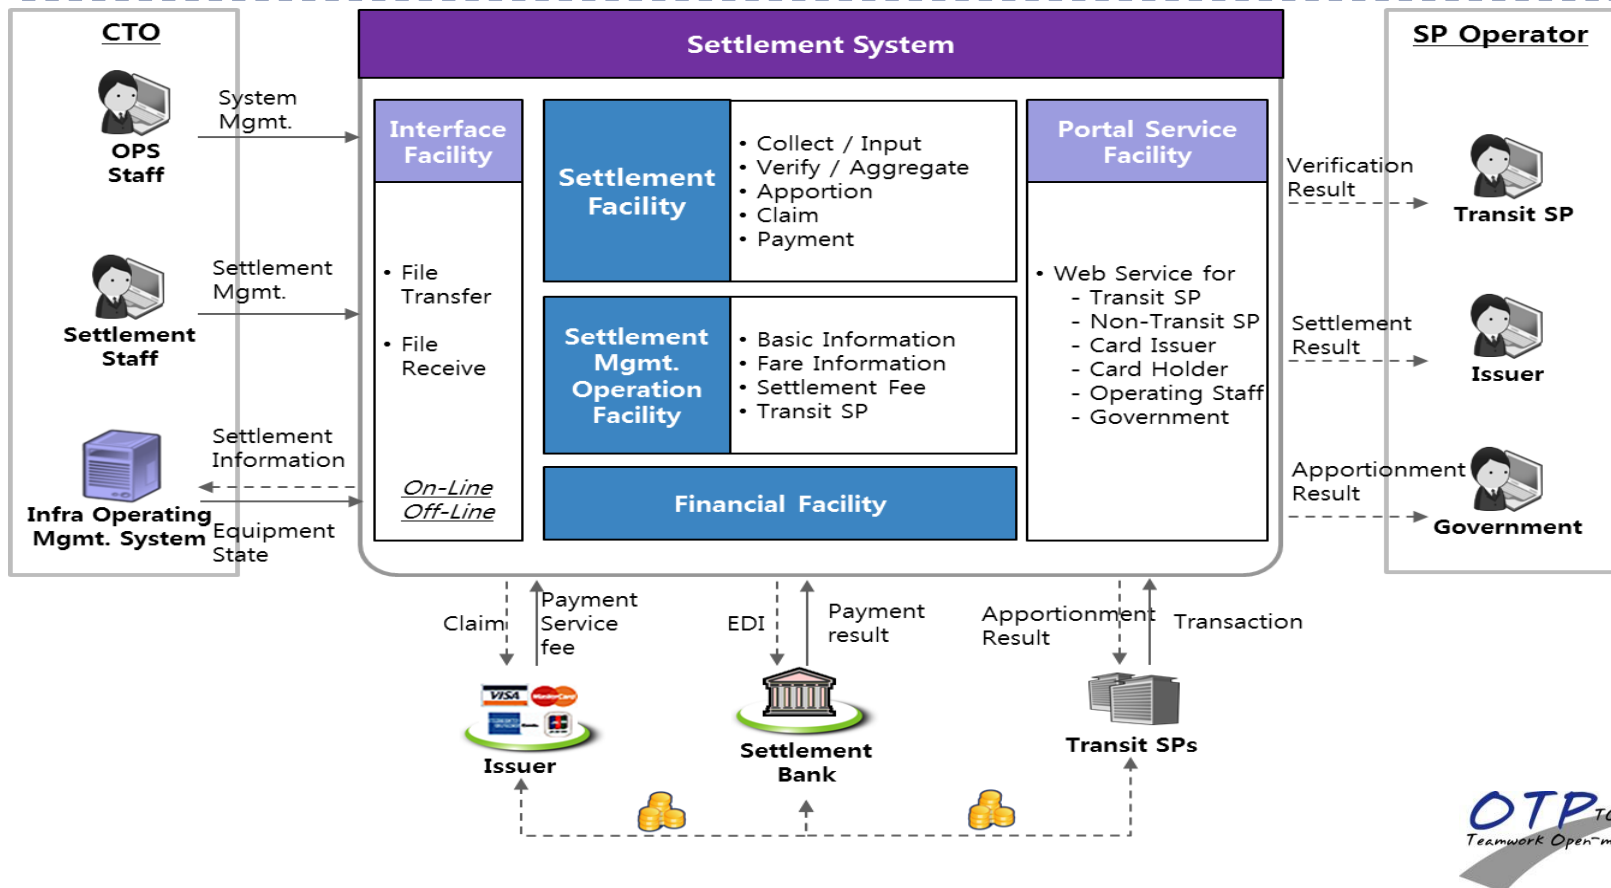 CTO
OPS
Staff
System
Mgmt.
Settlement
Staff
Settlement
Mgmt.
Infra Operating
Mgmt. System
Settlement
Information
Equipment
State
Settlement System
Interface
Facility
• File
Transfer
• File
Receive
On-Line
Off-Line
Settlement
Facility
• Collect / Input
• Verify / Aggregate
• Apportion
• Claim
• Payment
Settlement
Mgmt.
Operation
Facility
• Basic Information
• Fare Information
• Settlement Fee
• Transit SP
Financial Facility
Portal Service
Facility
• Web Service for
- Transit SP
- Non-Transit SP
- Card Issuer
- Card Holder
- Operating Staff
- Government
SP Operator
Verification
Result
Transit SP
Settlement
Result
Issuer
Apportionment
Result
Government
Claim
Payment
Service
fee
EDI
Payment
result
Apportionment
Result
Transaction
VISA
MasterCard
JCB
Issuer
Settlement
Bank
Transit SPs
OTP
Teamwork